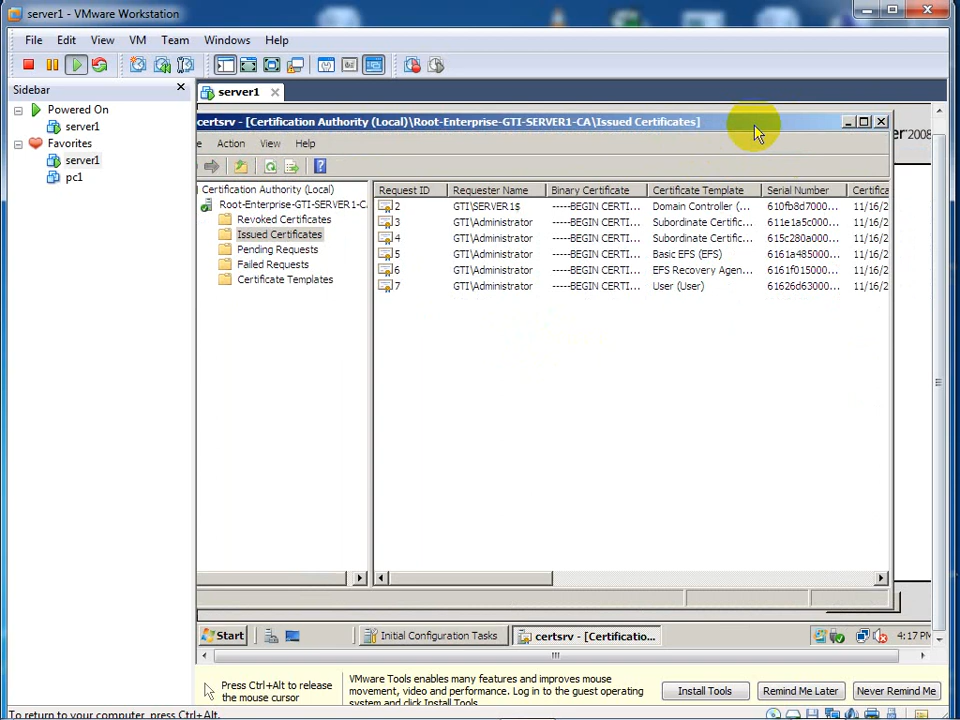 server1 - VMware Workstation
File Edit View VM Team Windows Help
Sidebar
Powered On
server1
Favorites
server1
pc1
server1
certsrv - [Certification Authority (Local)\Root-Enterprise-GTI-SERVER1-CA\Issued Certificates]
e Action View Help
Certification Authority (Local)
Root-Enterprise-GTI-SERVER1-C.
Revoked Certificates
Issued Certificates
Pending Requests
Failed Requests
Certificate Templates
Request ID Requester Name Binary Certificate Certificate Template Serial Number Certifica
2 GTI\SERVER1$ -----BEGIN CERTI... Domain Controller (... 610fb8d7000...  11/16/2
3 GTI\Administrator -----BEGIN CERTI... Subordinate Certific... 611e1a5c000... 11/16/2
4 GTI\Administrator -----BEGIN CERTI... Subordinate Certific... 615c280a000... 11/16/2
5 GTI\Administrator -----BEGIN CERTI... Basic EFS (EFS) 6161a485000... 11/16/2
6 GTI\Administrator -----BEGIN CERTI... EFS Recovery Agen... 6161f015000... 11/16/2
7 GTI\Administrator -----BEGIN CERTI... User (User) 61626d63000... 11/16/2
er 2008
Start Initial Configuration Tasks certsrv - [Certificatio... 4:17 PM
Press Ctrl+Alt to release
the mouse cursor
VMware Tools enables many features and improves mouse
movement, video and performance. Log in to the guest operating
system and click Install Tools.
Install Tools Remind Me Later Never Remind Me
To return to your computer, press Ctrl+Alt.